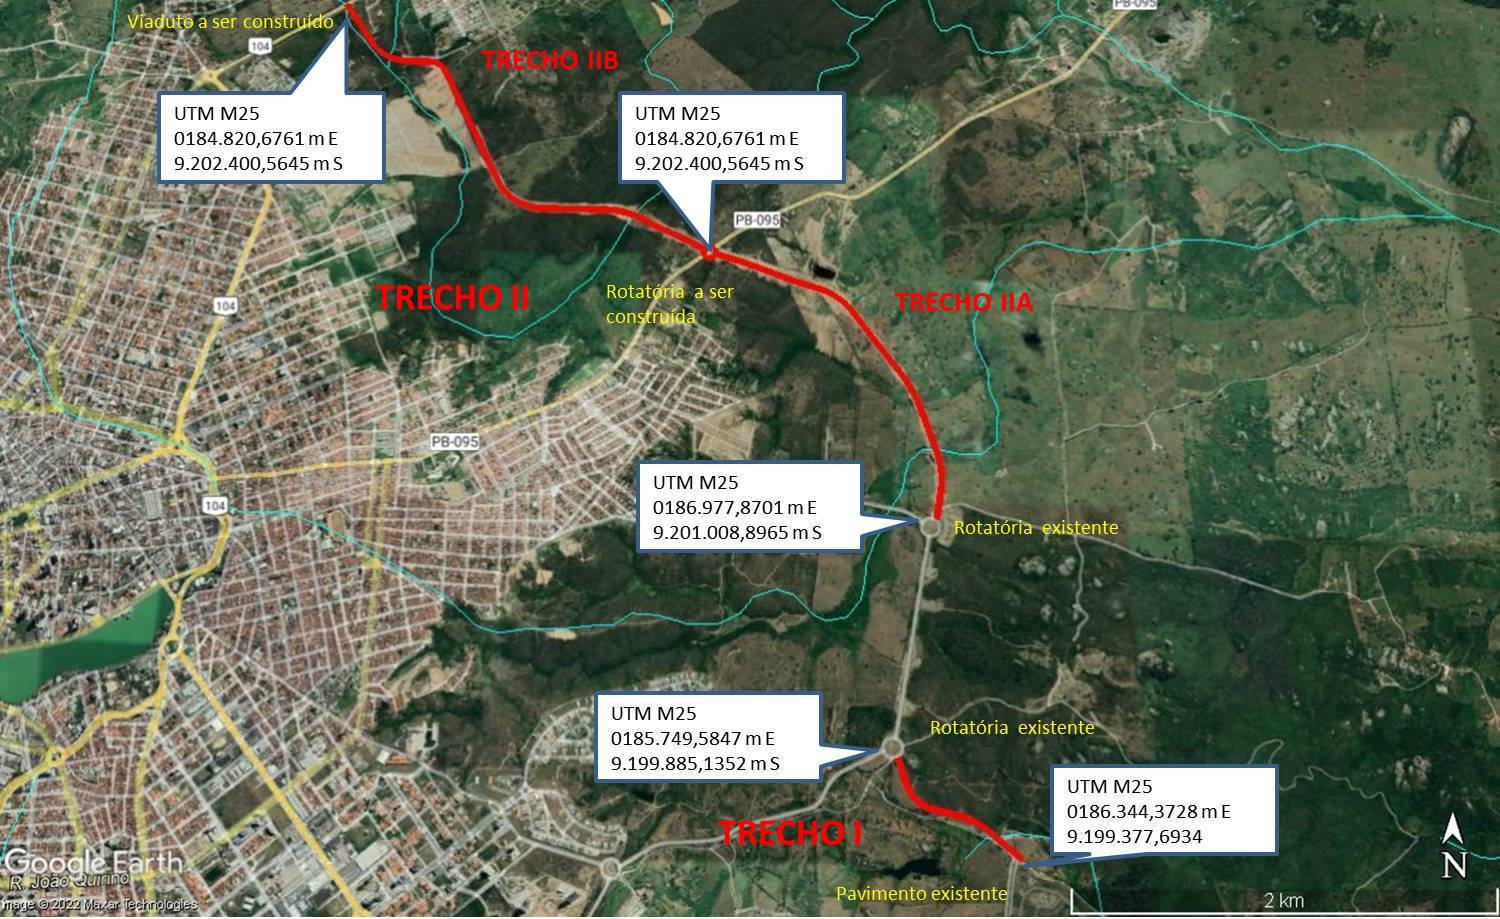 PB-095
Viaduto a ser construído
104
TRECHO IIB
UTM M25
0184.820,6761 m E
9.202.400,5645 m S
UTM M25
0184.820,6761 m E
9.202.400,5645 m S
PB-095
TRECHO II
Rotatória a ser
construída
TRECHO IIA
104
PB-095
UTM M25
0186.977,8701 m E
9.201.008,8965 m S
104
Rotatória existente
UTM M25
0185.749,5847 m E
9.199.885,1352 m S
Rotatória existente
UTM M25
0186.344,3728 m E
9.199.377,6934
TRECHO I
Google Earth
R. João Quirino
Image © 2022 Maxar Technologies
Pavimento existente
N
2 km